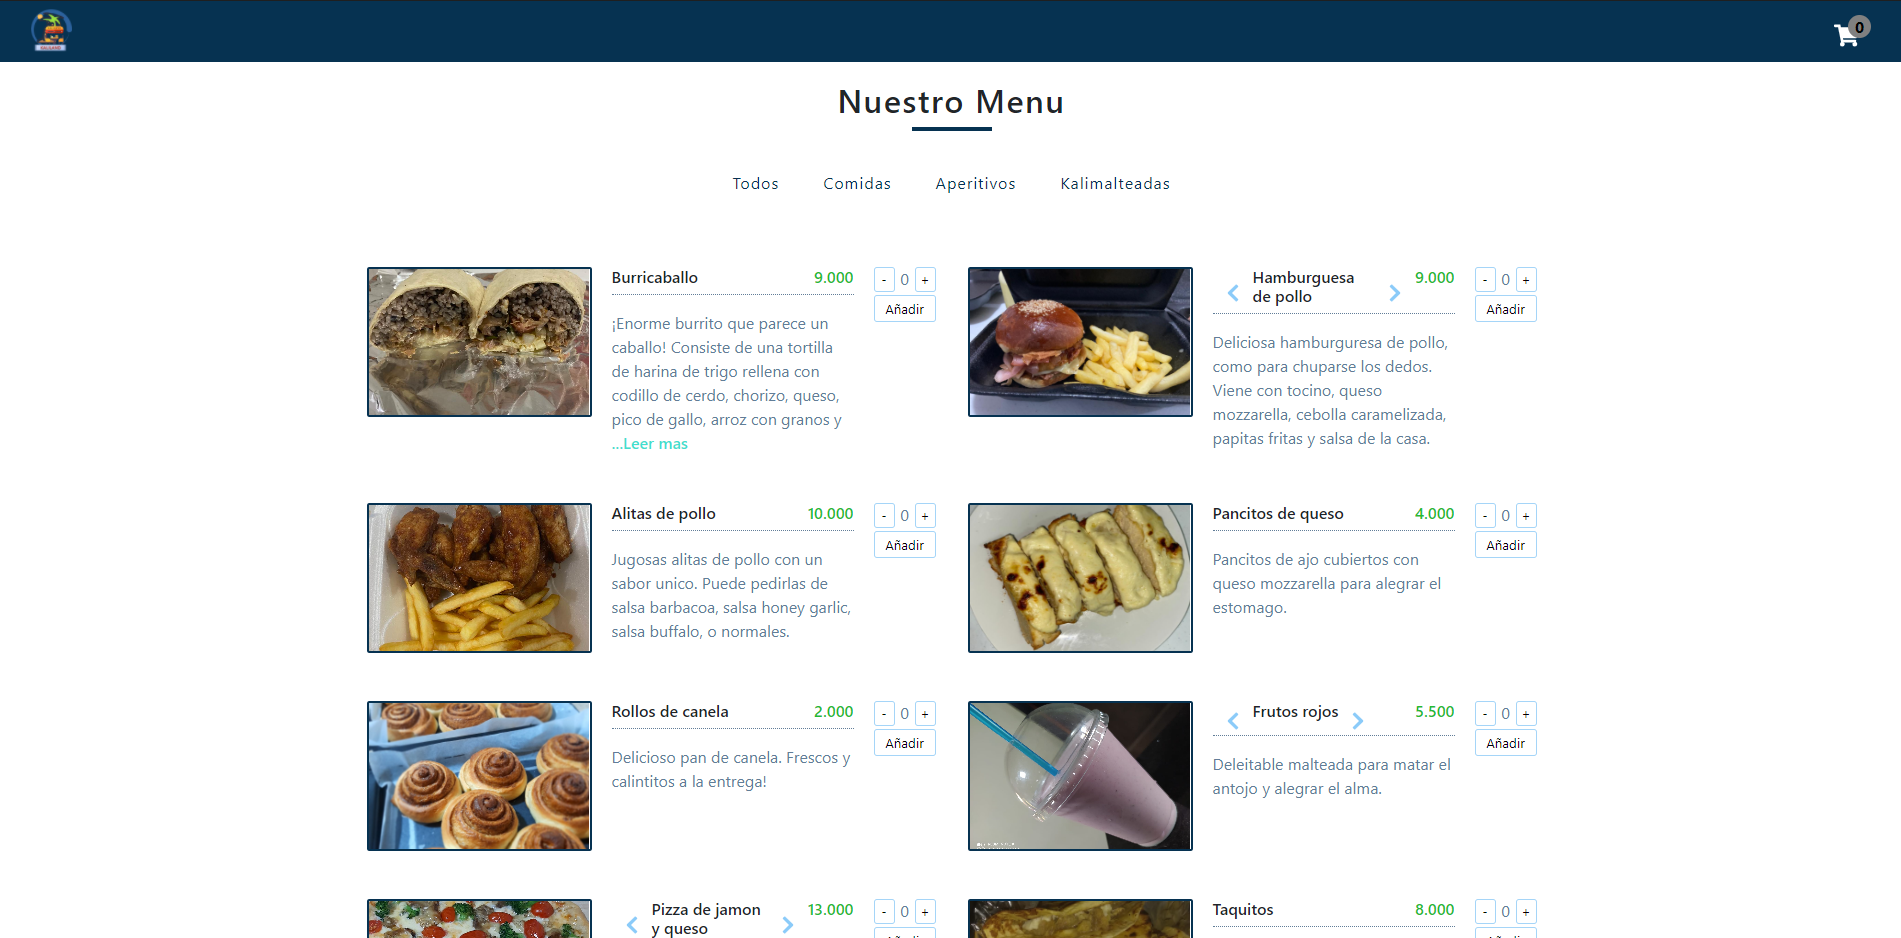 0
Nuestro Menu
Todos Comidas Aperitivos Kalimalteadas
Burricaballo 9.000
¡Enorme burrito que parece un
caballo! Consiste de una tortilla
de harina de trigo rellena con
codillo de cerdo, chorizo, queso,
pico de gallo, arroz con granos y
...Leer mas
- 0 +
Añadir
Hamburguesa
de pollo
9.000
Deliciosa hamburguresa de pollo,
como para chuparse los dedos.
Viene con tocino, queso
mozzarella, cebolla caramelizada,
papitas fritas y salsa de la casa.
- 0 +
Añadir
Alitas de pollo 10.000
Jugosas alitas de pollo con un
sabor unico. Puede pedirlas de
salsa barbacoa, salsa honey garlic,
salsa buffalo, o normales.
- 0 +
Añadir
Pancitos de queso 4.000
Pancitos de ajo cubiertos con
queso mozzarella para alegrar el
estomago.
- 0 +
Añadir
Rollos de canela 2.000
Delicioso pan de canela. Frescos y
calintitos a la entrega!
- 0 +
Añadir
Frutos rojos 5.500
Deleitable malteada para matar el
antojo y alegrar el alma.
- 0 +
Añadir
Pizza de jamon
y queso
13.000
- 0 +
Añadir
Taquitos 8.000
- 0 +
Añadir